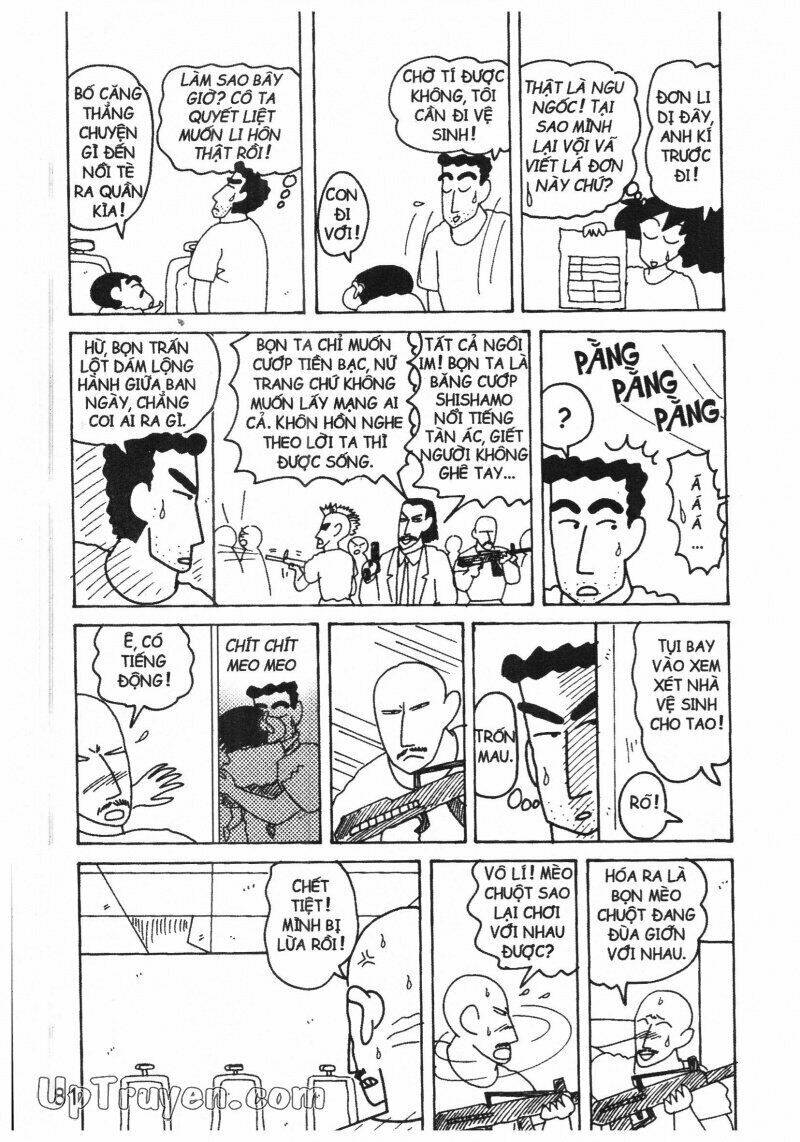 ĐƠN LI
DỊ ĐÂY,
ANH KÍ
TRƯỚC
ĐI!
THẬT LÀ NGU
NGỐC! TẠI
SAO MÌNH
LẠI VỘI VÃ
VIẾT LÁ ĐƠN
NÀY CHỨ?
CHỜ TÍ ĐƯỢC
KHÔNG, TÔI
CẦN ĐI VỆ
SINH!
CON
ĐI
VỚI!
LÀM SAO BÂY
GIỜ? CÔ TA
QUYẾT LIỆT
MUỐN LI HÔN
THẬT RỒI!
BỐ CĂNG
THẲNG
CHUYỆN
GÌ ĐẾN
NỖI TÈ
RA QUẦN
KÌA!
PẰNG
PẰNG
PẰNG
?
Ã
Á
Á
...
TẤT CẢ NGỒI
IM! BỌN TA LÀ
BĂNG CƯỚP
SHISHAMO
NỔI TIẾNG
TÀN ÁC, GIẾT
NGƯỜI KHÔNG
GHÊ TAY...
BỌN TA CHỈ MUỐN
CƯỚP TIỀN BẠC, NỮ
TRANG CHỨ KHÔNG
MUỐN LẤY MẠNG AI
CẢ. KHÔN HỒN NGHE
THEO LỜI TA THÌ
ĐƯỢC SỐNG.
HỪ, BỌN TRẤN
LỘT DÁM LỘNG
HÀNH GIỮA BAN
NGÀY, CHẲNG
COI AI RA GÌ.
TỤI BAY
VÀO XEM
XÉT NHÀ
VỆ SINH
CHO TAO!
RÕ!
TRỐN
MAU.
CHÍT CHÍT
MEO MEO
Ê, CÓ
TIẾNG
ĐỘNG!
HÓA RA LÀ
BỌN MÈO
CHUỘT ĐANG
ĐÙA GIỠN
VỚI NHAU.
VÔ LÍ! MÈO
CHUỘT SAO
LẠI CHƠI
VỚI NHAU
ĐƯỢC?
CHẾT
TIỆT!
MÌNH BỊ
LỪA RỒI!
81
UpTruyen.com